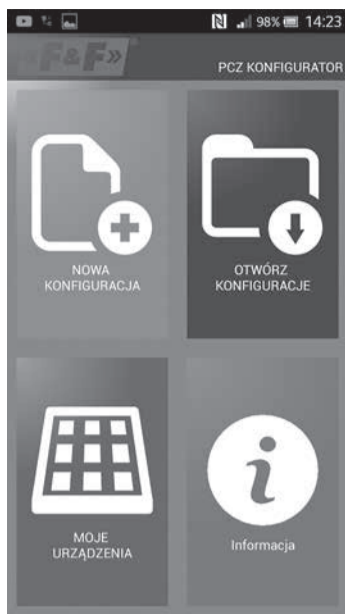 98% 14:23
«F&F»
PCZ KONFIGURATOR
NOWA
KONFIGURACJA
OTWÓRZ
KONFIGURACJE
MOJE
URZĄDZENIA
Informacja